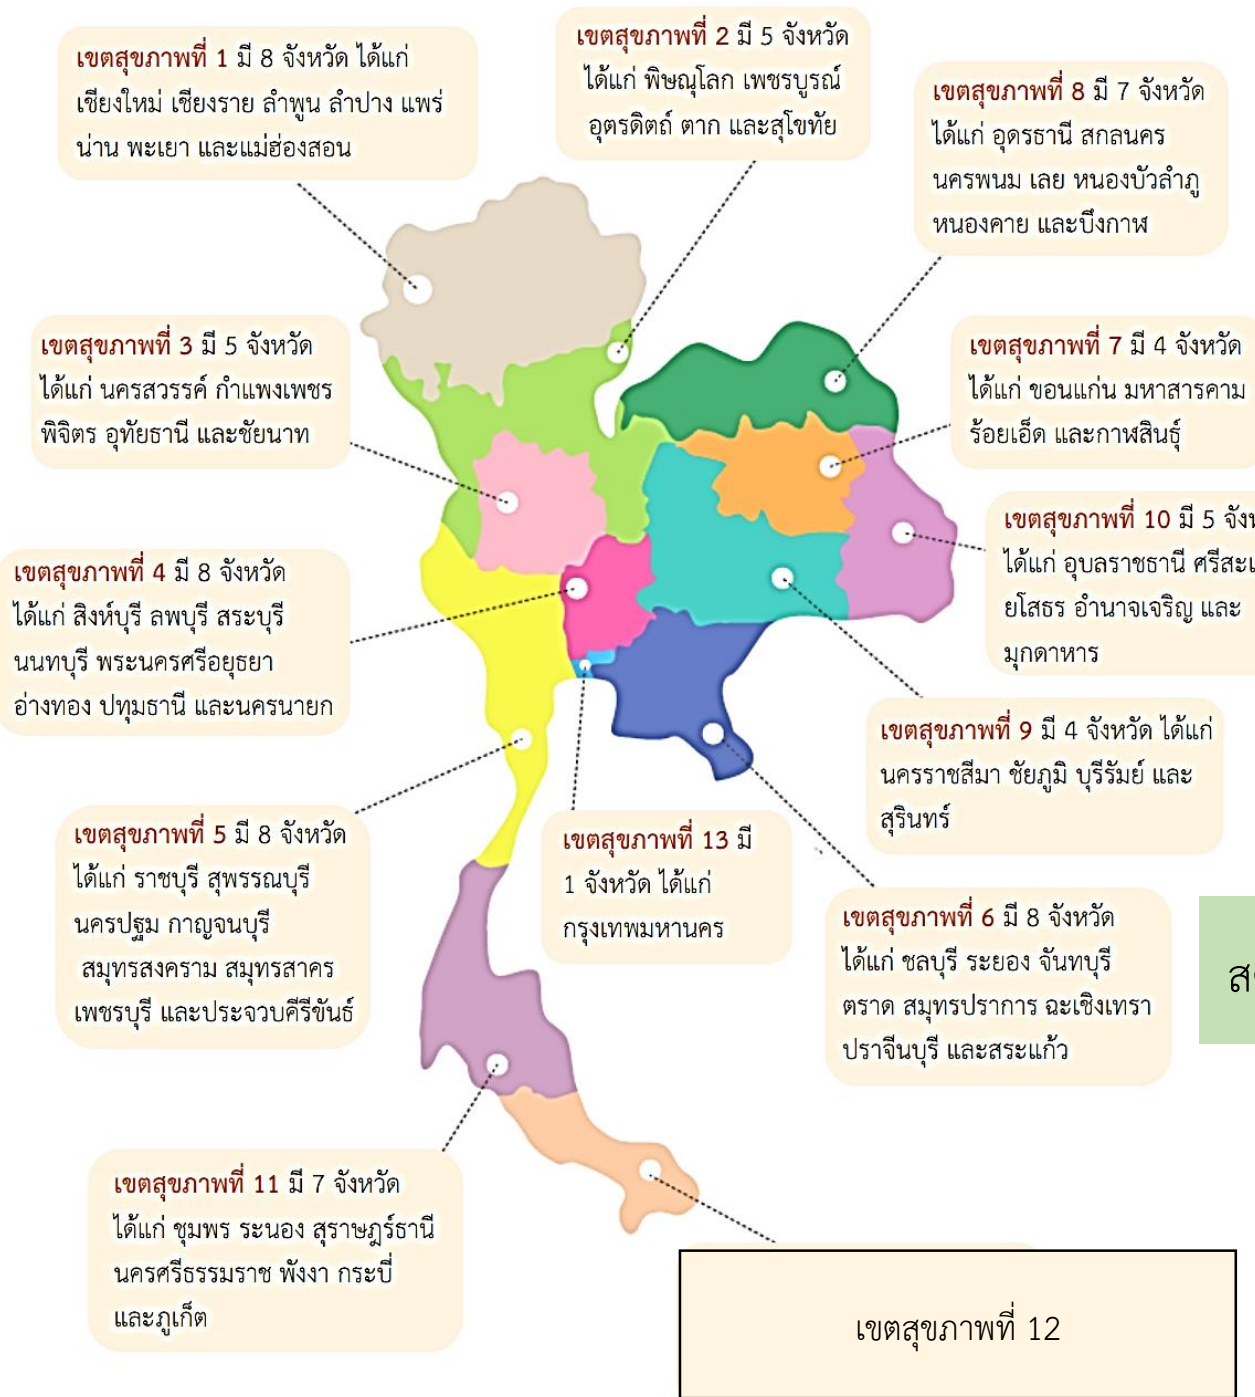 เขตสุขภาพที่ 1 มี 8 จังหวัด ได้แก่
เชียงใหม่ เชียงราย ลำพูน ลำปาง แพร่
น่าน พะเยา และแม่ฮ่องสอน
เขตสุขภาพที่ 2 มี 5 จังหวัด
ได้แก่ พิษณุโลก เพชรบูรณ์
อุตรดิตถ์ ตาก และสุโขทัย
เขตสุขภาพที่ 8 มี 7 จังหวัด
ได้แก่ อุดรธานี สกลนคร
นครพนม เลย หนองบัวลำภู
หนองคาย และบึงกาฬ
เขตสุขภาพที่ 3 มี 5 จังหวัด
ได้แก่ นครสวรรค์ กำแพงเพชร
พิจิตร อุทัยธานี และชัยนาท
เขตสุขภาพที่ 7 มี 4 จังหวัด
ได้แก่ ขอนแก่น มหาสารคาม
ร้อยเอ็ด และกาฬสินธุ์
เขตสุขภาพที่ 10 มี 5
ได้แก่ อุบลราชธานี
ยโสธร อำนาจเจริญ และ
มุกดาหาร
เขตสุขภาพที่ 4 มี 8 จังหวัด
ได้แก่ สิงห์บุรี ลพบุรี สระบุรี
นนทบุรี พระนครศรีอยุธยา
อ่างทอง ปทุมธานี และนครนายก
เขตสุขภาพที่ 9 มี 4 จังหวัด ได้แก่
นครราชสีมา ชัยภูมิ บุรีรัมย์ และ
สุรินทร์
เขตสุขภาพที่ 5 มี 8 จังหวัด
ได้แก่ ราชบุรี สุพรรณบุรี
นครปฐม กาญจนบุรี
สมุทรสงคราม สมุทรสาคร
เพชรบุรี และประจวบคีรีขันธ์
เขตสุขภาพที่ 13 มี
1 จังหวัด ได้แก่
กรุงเทพมหานคร
เขตสุขภาพที่ 6 มี 8 จังหวัด
ได้แก่ ชลบุรี ระยอง จันทบุรี
ตราด สมุทรปราการ ฉะเชิงเทรา
ปราจีนบุรี และสระแก้ว
เขตสุขภาพที่ 11 มี 7 จังหวัด
ได้แก่ ชุมพร ระนอง สุราษฎร์ธานี
นครศรีธรรมราช พังงา กระบี่
และภูเก็ต
เขตสุขภาพที่ 12